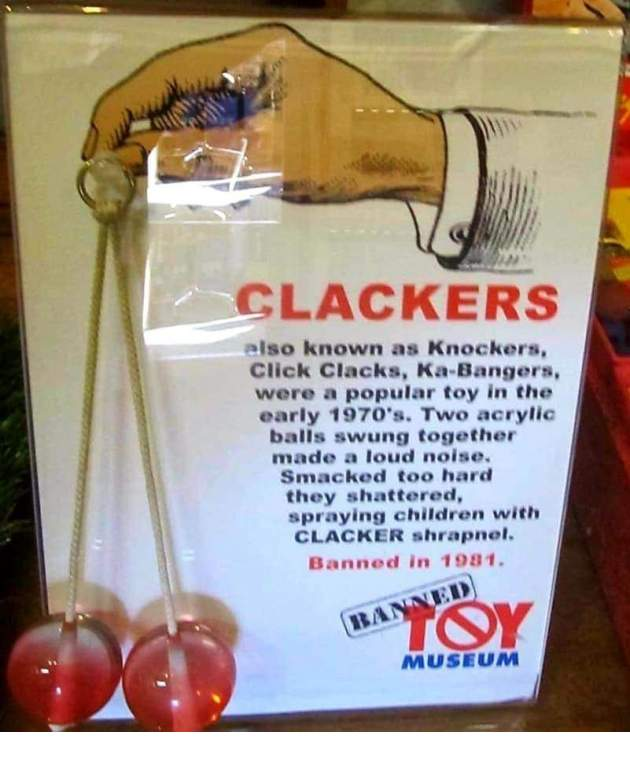 CLACKERS
also known as Knockers,
Click Clacks, Ka-Bangers,
were a popular toy in the
early 1970's. Two acrylic
balls swung together
made a loud noise.
Smacked too hard
they shattered,
spraying children with
CLACKER shrapnel.
Banned in 1981.
BANNED
TOY
MUSEUM